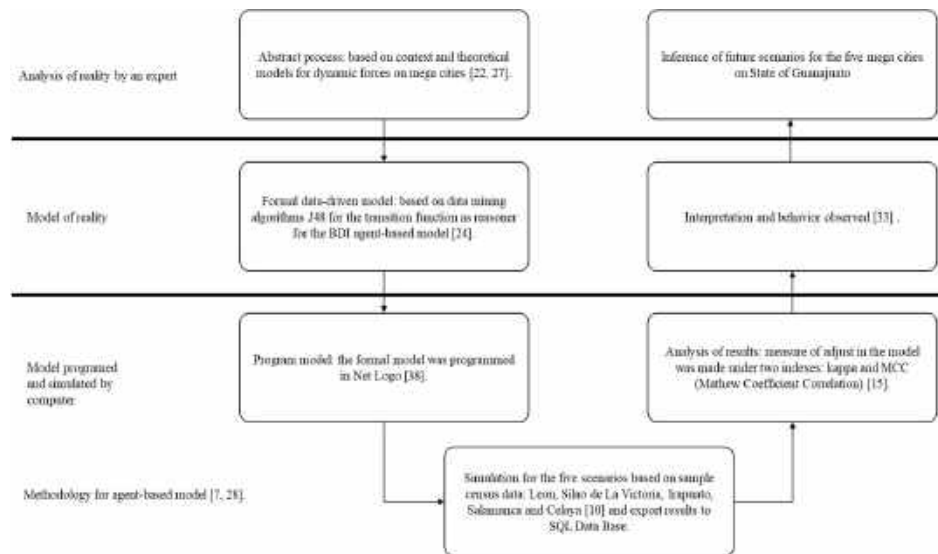 Analysis of reality by an expert
Abstract process: based on context and theoretical
models for dynamic forces on mega cities [22, 27].
Inference of future scenarios for the five mega cities
on State of Guanajuato
Model of reality
Formal data-driven model: based on data mining
algorithms J48 for the transition function as reasoner
for the BDI agent-based model [24].
Interpretation and behavior observed [33] .
Model programed
and simulated by
computer
Program model: the formal model was programmed
in Net Logo [38].
Analysis of results: measure of adjust in the model
was made under two indexes: kappa and MCC
(Mathew Coefficient Correlation) [15].
Methodology for agent-based model [7, 28].
Simulation for the five scenarios based on sample
census data: Leon, Silao de La Victoria, Irapuato,
Salamanca and Celaya [10] and export results to
SQL Data Base.